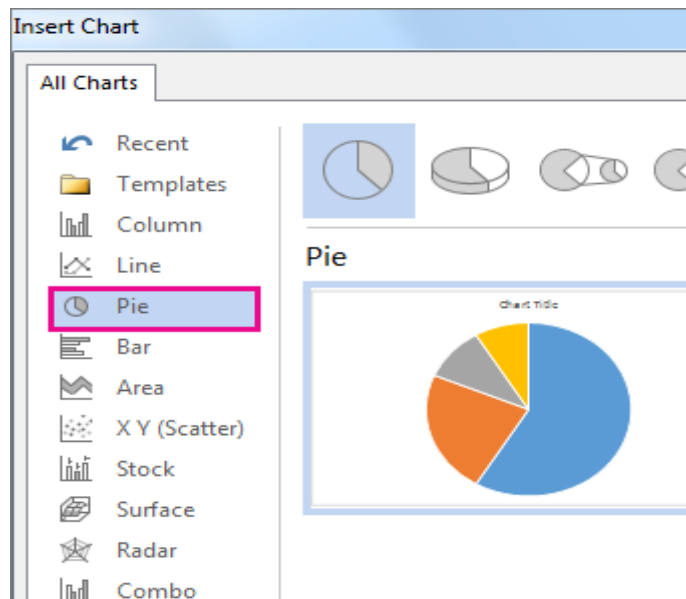 Insert Chart
All Charts
Recent
Templates
Column
Line
Pie
Bar
Area
X Y (Scatter)
Stock
Surface
Radar
Combo
Pie
Chart Title